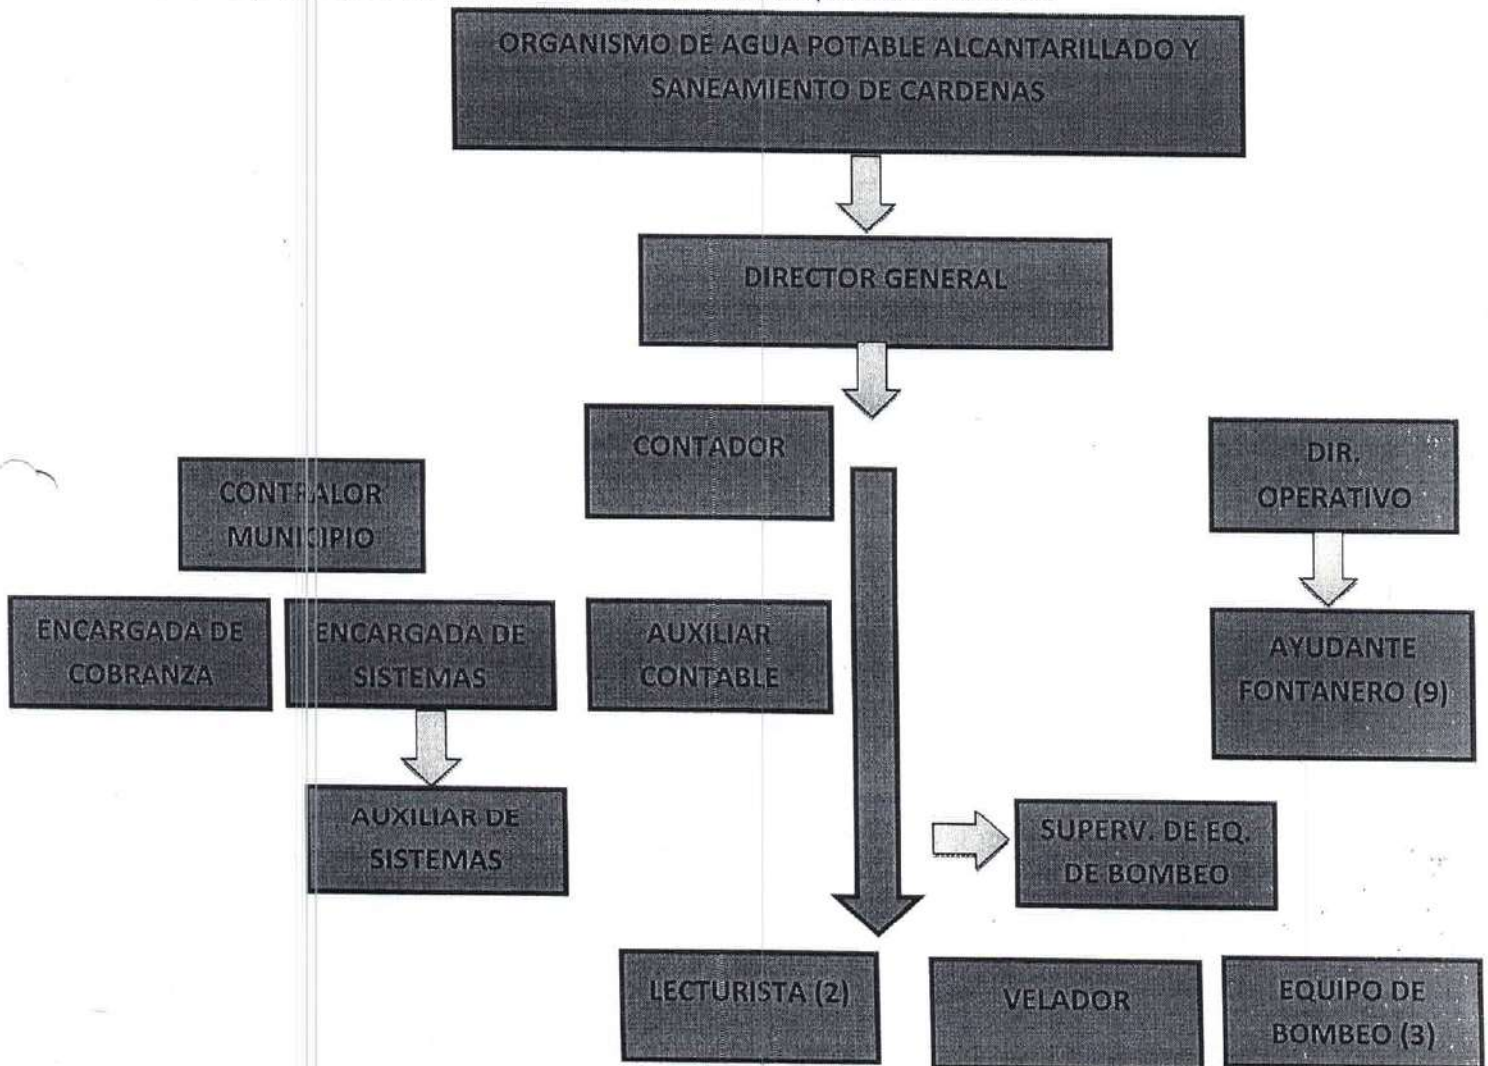 ORGANISMO DE AGUA POTABLE ALCANTARILLADO Y
SANEAMIENTO DE CARDENAS
DIRECTOR GENERAL
CONTADOR
DIR.
OPERATIVO
CONTRALOR
MUNICIPIO
ENCARGADA DE
COBRANZA
ENCARGADA DE
SISTEMAS
AUXILIAR
CONTABLE
AYUDANTE
FONTANERO (9)
AUXILIAR DE
SISTEMAS
SUPERV. DE EQ.
DE BOMBEO
LECTURISTA (2)
VELADOR
EQUIPO DE
BOMBEO (3)